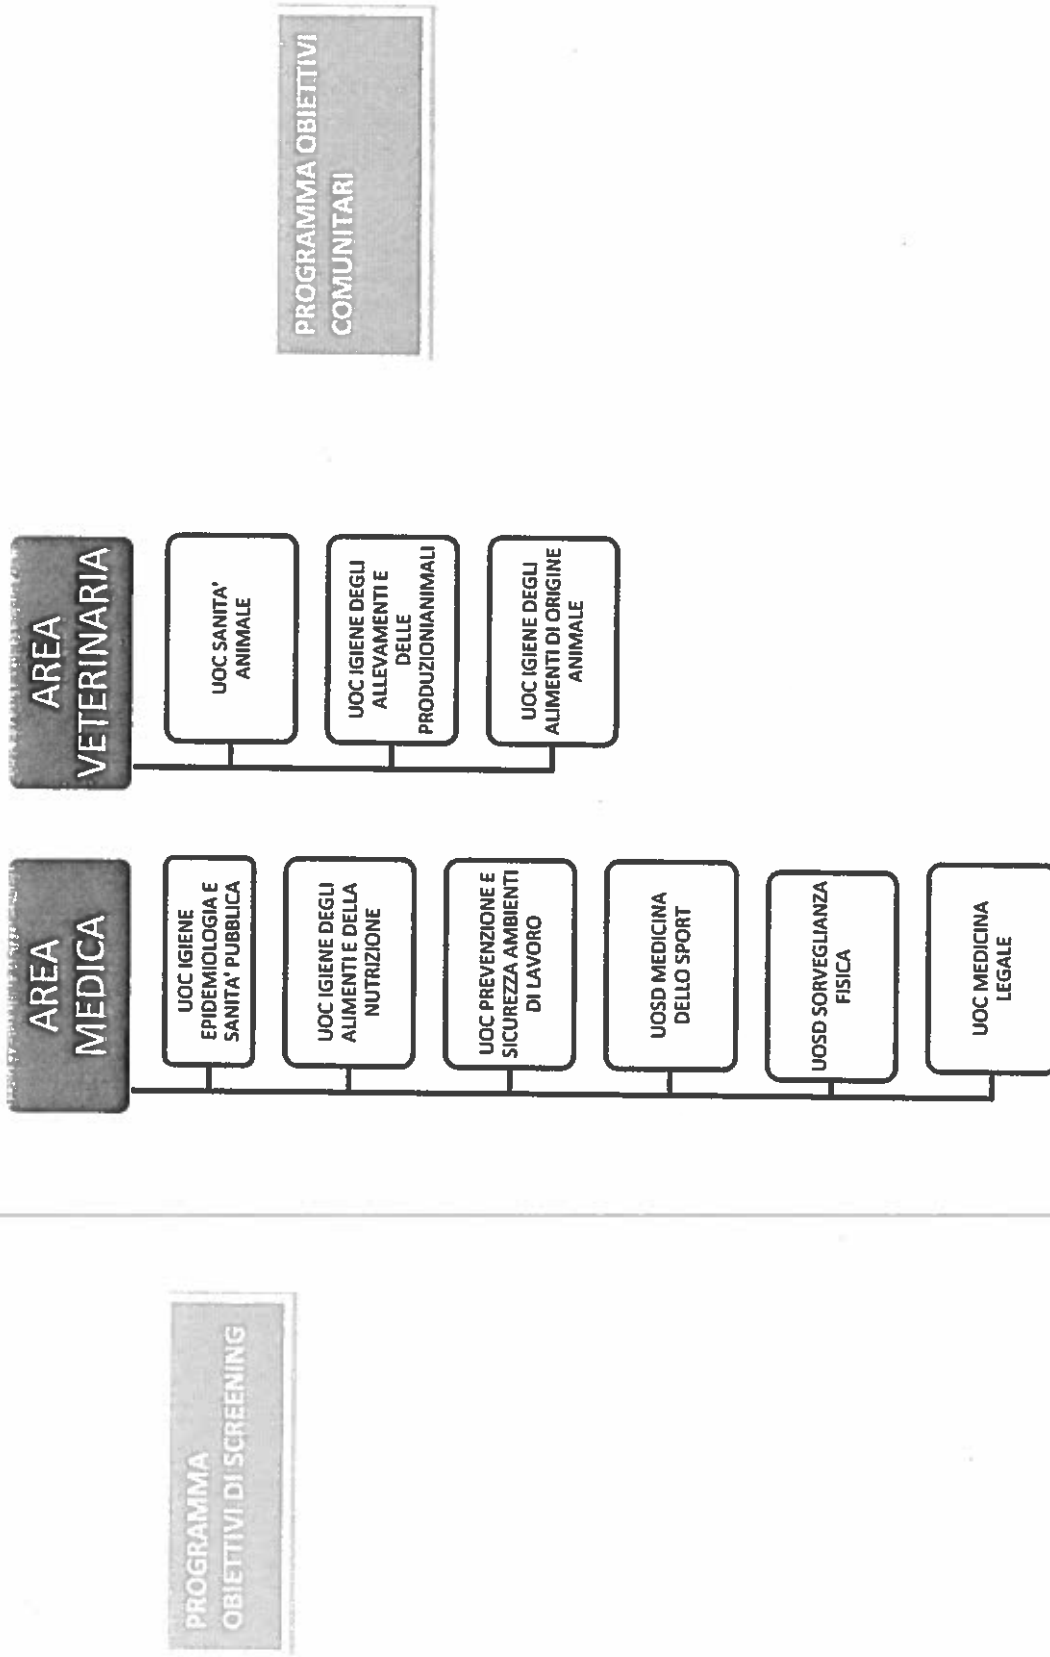 PROGRAMMA
OBIETTIVI DI SCREENING
AREA
MEDICA
UOC IGIENE
EPIDEMIOLOGIA E
SANITA' PUBBLICA
UOC IGIENE DEGLI
ALIMENTI E DELLA
NUTRIZIONE
UOC PREVENZIONE E
SICUREZZA AMBIENTI
DI LAVORO
UOSD MEDICINA
DELLO SPORT
UOSD SORVEGLIANZA
FISICA
UOC MEDICINA
LEGALE
AREA
VETERINARIA
UOC SANITA'
ANIMALE
UOC IGIENE DEGLI
ALLEVAMENTI E
DELLE
PRODUZIONIANIMALI
UOC IGIENE DEGLI
ALIMENTI DI ORIGINE
ANIMALE
PROGRAMMA OBIETTIVI
COMUNITARI